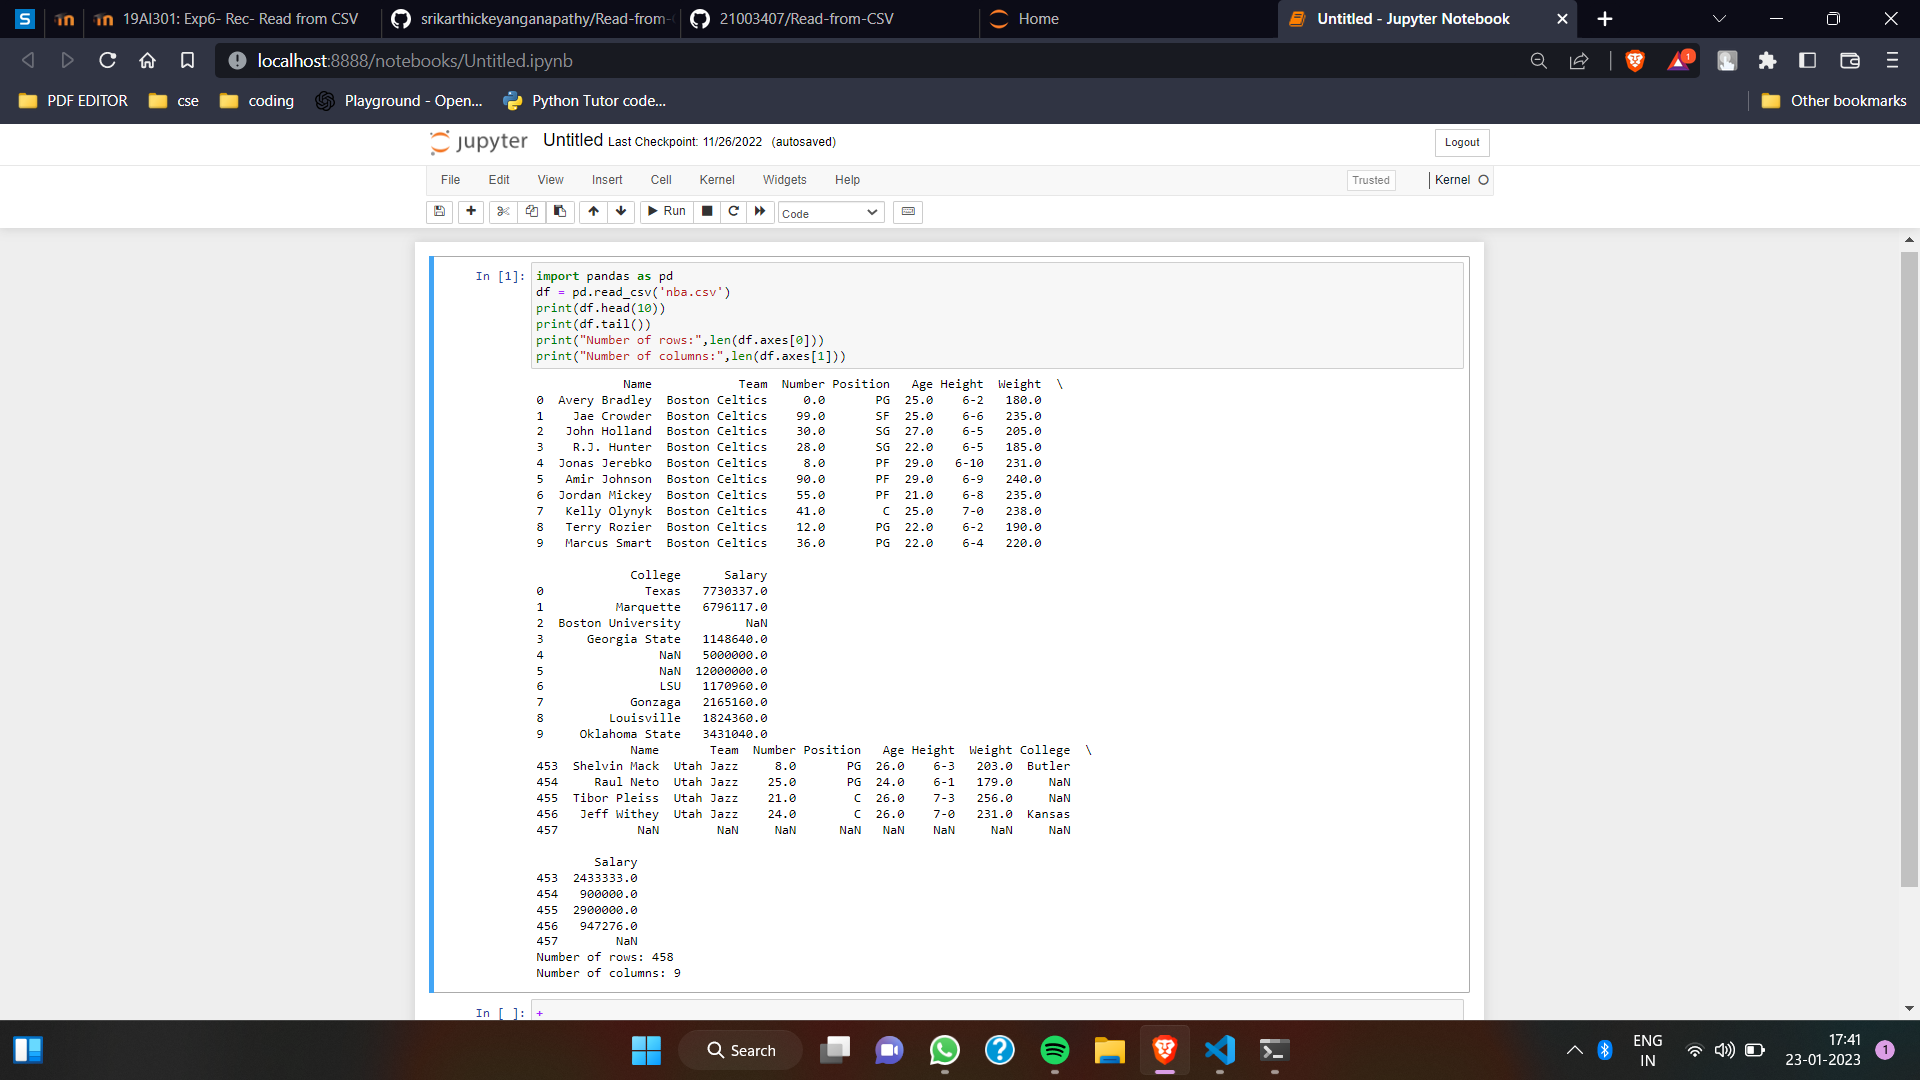 S
19AI301: Exp6- Rec- Read from CSV
srikarthickeyanganapathy/Read-from-
21003407/Read-from-CSV
Home
Untitled - Jupyter Notebook
localhost:8888/notebooks/Untitled.ipynb
1
PDF EDITOR
cse
coding
Playground - Open...
Python Tutor code...
Other bookmarks
jupyter Untitled Last Checkpoint: 11/26/2022 (autosaved)
Logout
File Edit View Insert Cell Kernel Widgets Help
Trusted
Kernel
Run
Code
In [1]: import pandas as pd
df = pd.read_csv('nba.csv')
print(df.head(10))
print(df.tail())
print("Number of rows:",len(df.axes[0]))
print("Number of columns:",len(df.axes[1]))
Name Team Number Position Age Height Weight \
0 Avery Bradley Boston Celtics 0.0 PG 25.0 6-2 180.0
1 Jae Crowder Boston Celtics 99.0 SF 25.0 6-6 235.0
2 John Holland Boston Celtics 30.0 SG 27.0 6-5 205.0
3 R.J. Hunter Boston Celtics 28.0 SG 22.0 6-5 185.0
4 Jonas Jerebko Boston Celtics 8.0 PF 29.0 6-10 231.0
5 Amir Johnson Boston Celtics 90.0 PF 29.0 6-9 240.0
6 Jordan Mickey Boston Celtics 55.0 PF 21.0 6-8 235.0
7 Kelly Olynyk Boston Celtics 41.0 C 25.0 7-0 238.0
8 Terry Rozier Boston Celtics 12.0 PG 22.0 6-2 190.0
9 Marcus Smart Boston Celtics 36.0 PG 22.0 6-4 220.0
College Salary
0 Texas 7730337.0
1 Marquette 6796117.0
2 Boston University NaN
3 Georgia State 1148640.0
4 NaN 5000000.0
5 NaN 12000000.0
6 LSU 1170960.0
7 Gonzaga 2165160.0
8 Louisville 1824360.0
9 Oklahoma State 3431040.0
Name Team Number Position Age Height Weight College \
453 Shelvin Mack Utah Jazz 8.0 PG 26.0 6-3 203.0 Butler
454 Raul Neto Utah Jazz 25.0 PG 24.0 6-1 179.0 NaN
455 Tibor Pleiss Utah Jazz 21.0 C 26.0 7-3 256.0 NaN
456 Jeff Withey Utah Jazz 24.0 C 26.0 7-0 231.0 Kansas
457 NaN NaN NaN NaN NaN NaN NaN NaN
Salary
453 2433333.0
454 900000.0
455 2900000.0
456 947276.0
457 NaN
Number of rows: 458
Number of columns: 9
In [ ]: +
Search
ENG
IN
17:41
23-01-2023
1